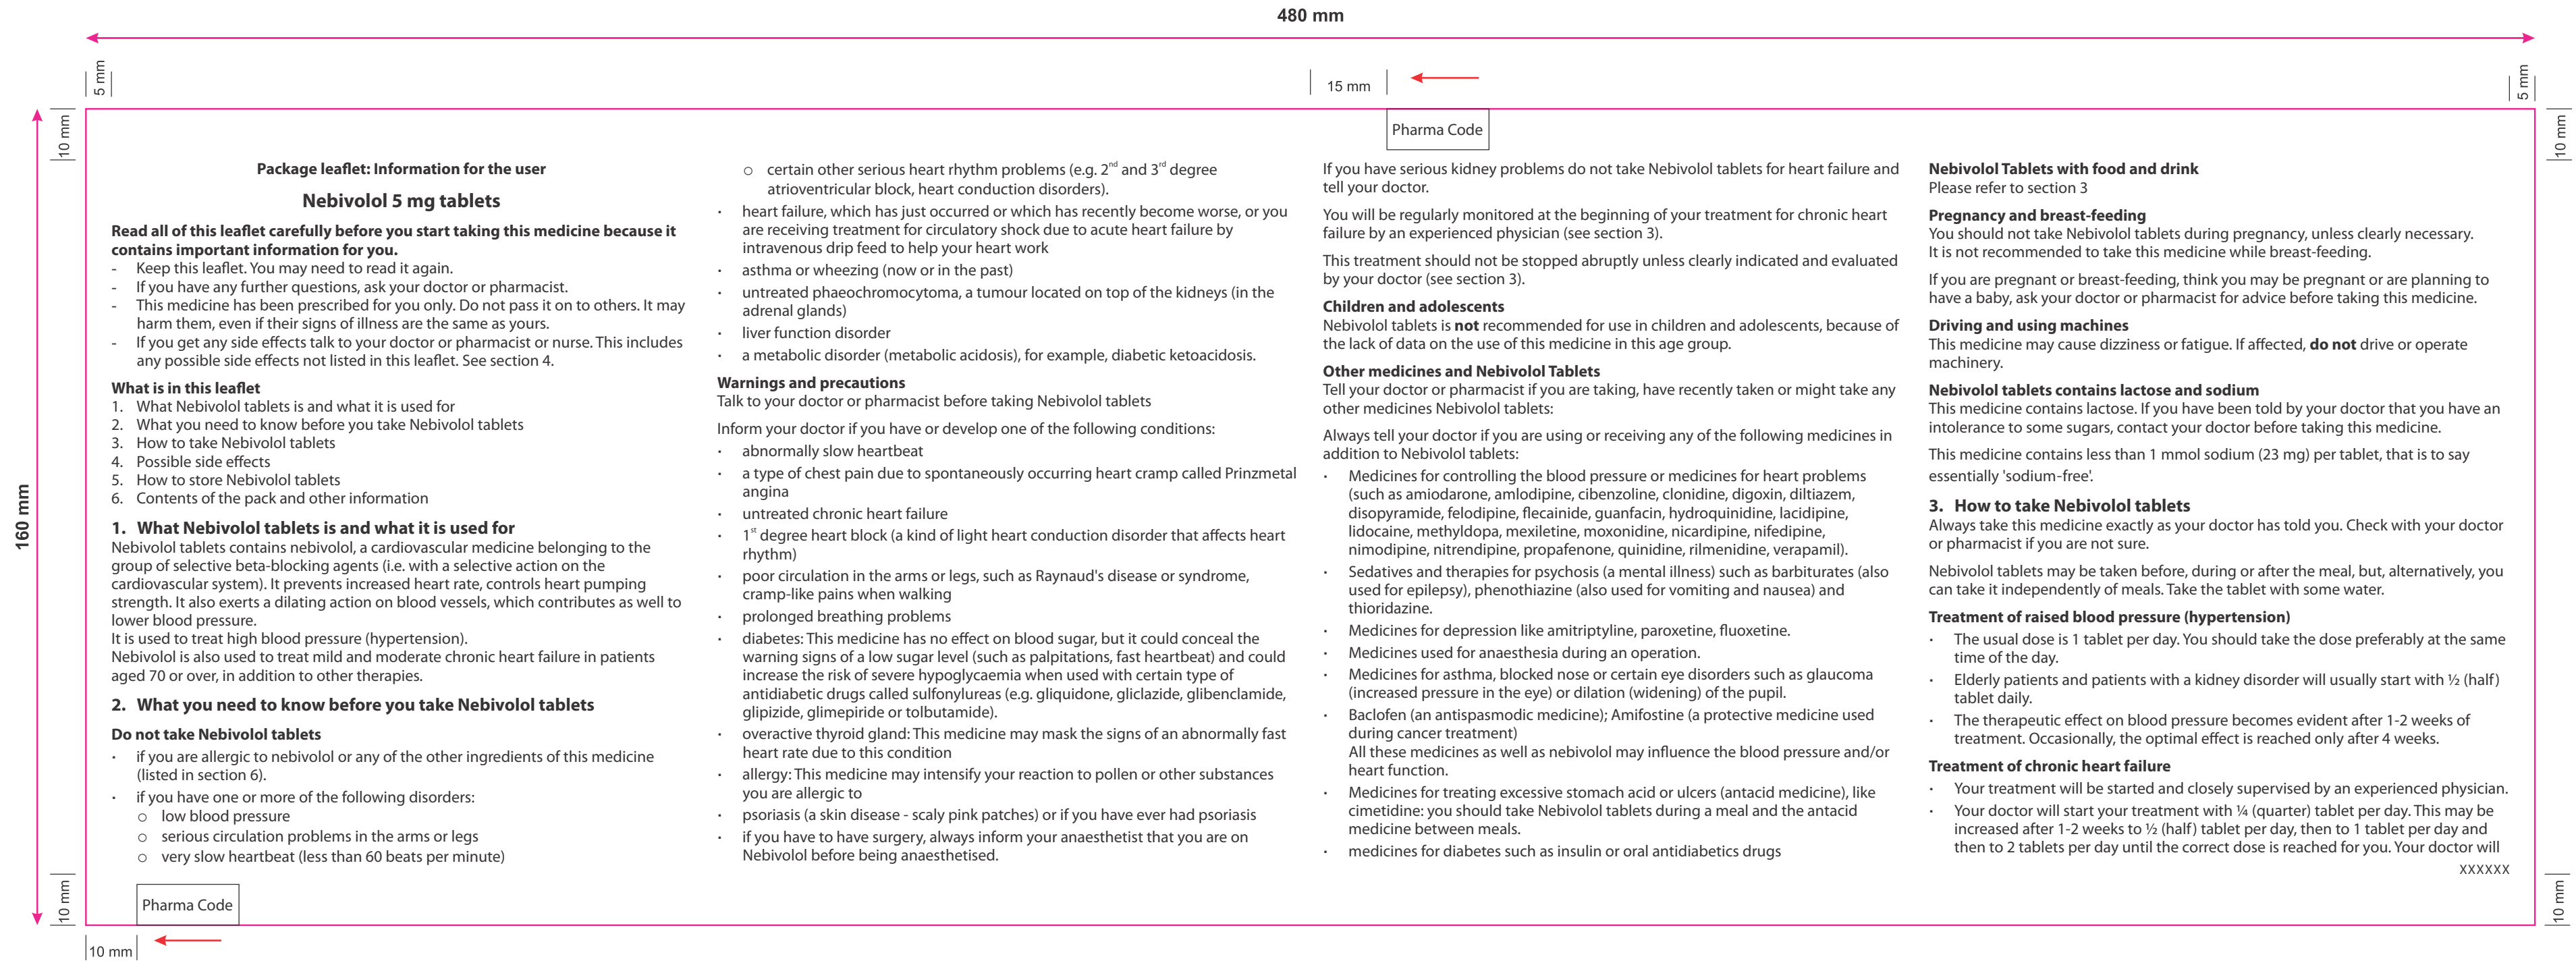 480 mm
5 mm
15 mm
5 mm
10 mm
10 mm
160 mm
Pharma Code
Package leaflet: Information for the user
Nebivolol 5 mg tablets
Read all of this leaflet carefully before you start taking this medicine because it
contains important information for you.
- Keep this leaflet. You may need to read it again.
- If you have any further questions, ask your doctor or pharmacist.
- This medicine has been prescribed for you only. Do not pass it on to others. It may
harm them, even if their signs of illness are the same as yours.
- If you get any side effects talk to your doctor or pharmacist or nurse. This includes
any possible side effects not listed in this leaflet. See section 4.
What is in this leaflet
1. What Nebivolol tablets is and what it is used for
2. What you need to know before you take Nebivolol tablets
3. How to take Nebivolol tablets
4. Possible side effects
5. How to store Nebivolol tablets
6. Contents of the pack and other information
1. What Nebivolol tablets is and what it is used for
Nebivolol tablets contains nebivolol, a cardiovascular medicine belonging to the
group of selective beta-blocking agents (i.e. with a selective action on the
cardiovascular system). It prevents increased heart rate, controls heart pumping
strength. It also exerts a dilating action on blood vessels, which contributes as well to
lower blood pressure.
It is used to treat high blood pressure (hypertension).
Nebivolol is also used to treat mild and moderate chronic heart failure in patients
aged 70 or over, in addition to other therapies.
2. What you need to know before you take Nebivolol tablets
Do not take Nebivolol tablets
· if you are allergic to nebivolol or any of the other ingredients of this medicine
(listed in section 6).
· if you have one or more of the following disorders:
○ low blood pressure
○ serious circulation problems in the arms or legs
○ very slow heartbeat (less than 60 beats per minute)
○ certain other serious heart rhythm problems (e.g. 2nd and 3rd degree
atrioventricular block, heart conduction disorders).
· heart failure, which has just occurred or which has recently become worse, or you
are receiving treatment for circulatory shock due to acute heart failure by
intravenous drip feed to help your heart work
· asthma or wheezing (now or in the past)
· untreated phaeochromocytoma, a tumour located on top of the kidneys (in the
adrenal glands)
· liver function disorder
· a metabolic disorder (metabolic acidosis), for example, diabetic ketoacidosis.
Warnings and precautions
Talk to your doctor or pharmacist before taking Nebivolol tablets
Inform your doctor if you have or develop one of the following conditions:
· abnormally slow heartbeat
· a type of chest pain due to spontaneously occurring heart cramp called Prinzmetal
angina
· untreated chronic heart failure
· 1st degree heart block (a kind of light heart conduction disorder that affects heart
rhythm)
· poor circulation in the arms or legs, such as Raynaud's disease or syndrome,
cramp-like pains when walking
· prolonged breathing problems
· diabetes: This medicine has no effect on blood sugar, but it could conceal the
warning signs of a low sugar level (such as palpitations, fast heartbeat) and could
increase the risk of severe hypoglycaemia when used with certain type of
antidiabetic drugs called sulfonylureas (e.g. gliquidone, gliclazide, glibenclamide,
glipizide, glimepiride or tolbutamide).
· overactive thyroid gland: This medicine may mask the signs of an abnormally fast
heart rate due to this condition
· allergy: This medicine may intensify your reaction to pollen or other substances
you are allergic to
· psoriasis (a skin disease - scaly pink patches) or if you have ever had psoriasis
· if you have to have surgery, always inform your anaesthetist that you are on
Nebivolol before being anaesthetised.
If you have serious kidney problems do not take Nebivolol tablets for heart failure and
tell your doctor.
You will be regularly monitored at the beginning of your treatment for chronic heart
failure by an experienced physician (see section 3).
This treatment should not be stopped abruptly unless clearly indicated and evaluated
by your doctor (see section 3).
Children and adolescents
Nebivolol tablets is not recommended for use in children and adolescents, because of
the lack of data on the use of this medicine in this age group.
Other medicines and Nebivolol Tablets
Tell your doctor or pharmacist if you are taking, have recently taken or might take any
other medicines Nebivolol tablets:
Always tell your doctor if you are using or receiving any of the following medicines in
addition to Nebivolol tablets:
· Medicines for controlling the blood pressure or medicines for heart problems
(such as amiodarone, amlodipine, cibenzoline, clonidine, digoxin, diltiazem,
disopyramide, felodipine, flecainide, guanfacin, hydroquinidine, lacidipine,
lidocaine, methyldopa, mexiletine, moxonidine, nicardipine, nifedipine,
nimodipine, nitrendipine, propafenone, quinidine, rilmenidine, verapamil).
· Sedatives and therapies for psychosis (a mental illness) such as barbiturates (also
used for epilepsy), phenothiazine (also used for vomiting and nausea) and
thioridazine.
· Medicines for depression like amitriptyline, paroxetine, fluoxetine.
· Medicines used for anaesthesia during an operation.
· Medicines for asthma, blocked nose or certain eye disorders such as glaucoma
(increased pressure in the eye) or dilation (widening) of the pupil.
· Baclofen (an antispasmodic medicine); Amifostine (a protective medicine used
during cancer treatment)
All these medicines as well as nebivolol may influence the blood pressure and/or
heart function.
· Medicines for treating excessive stomach acid or ulcers (antacid medicine), like
cimetidine: you should take Nebivolol tablets during a meal and the antacid
medicine between meals.
· medicines for diabetes such as insulin or oral antidiabetics drugs
Nebivolol Tablets with food and drink
Please refer to section 3
Pregnancy and breast-feeding
You should not take Nebivolol tablets during pregnancy, unless clearly necessary.
It is not recommended to take this medicine while breast-feeding.
If you are pregnant or breast-feeding, think you may be pregnant or are planning to
have a baby, ask your doctor or pharmacist for advice before taking this medicine.
Driving and using machines
This medicine may cause dizziness or fatigue. If affected, do not drive or operate
machinery.
Nebivolol tablets contains lactose and sodium
This medicine contains lactose. If you have been told by your doctor that you have an
intolerance to some sugars, contact your doctor before taking this medicine.
This medicine contains less than 1 mmol sodium (23 mg) per tablet, that is to say
essentially 'sodium-free'.
3. How to take Nebivolol tablets
Always take this medicine exactly as your doctor has told you. Check with your doctor
or pharmacist if you are not sure.
Nebivolol tablets may be taken before, during or after the meal, but, alternatively, you
can take it independently of meals. Take the tablet with some water.
Treatment of raised blood pressure (hypertension)
· The usual dose is 1 tablet per day. You should take the dose preferably at the same
time of the day.
· Elderly patients and patients with a kidney disorder will usually start with ½ (half)
tablet daily.
· The therapeutic effect on blood pressure becomes evident after 1-2 weeks of
treatment. Occasionally, the optimal effect is reached only after 4 weeks.
Treatment of chronic heart failure
· Your treatment will be started and closely supervised by an experienced physician.
· Your doctor will start your treatment with ¼ (quarter) tablet per day. This may be
increased after 1-2 weeks to ½ (half) tablet per day, then to 1 tablet per day and
then to 2 tablets per day until the correct dose is reached for you. Your doctor will
XXXXXX
Pharma Code
10 mm
10 mm
10 mm